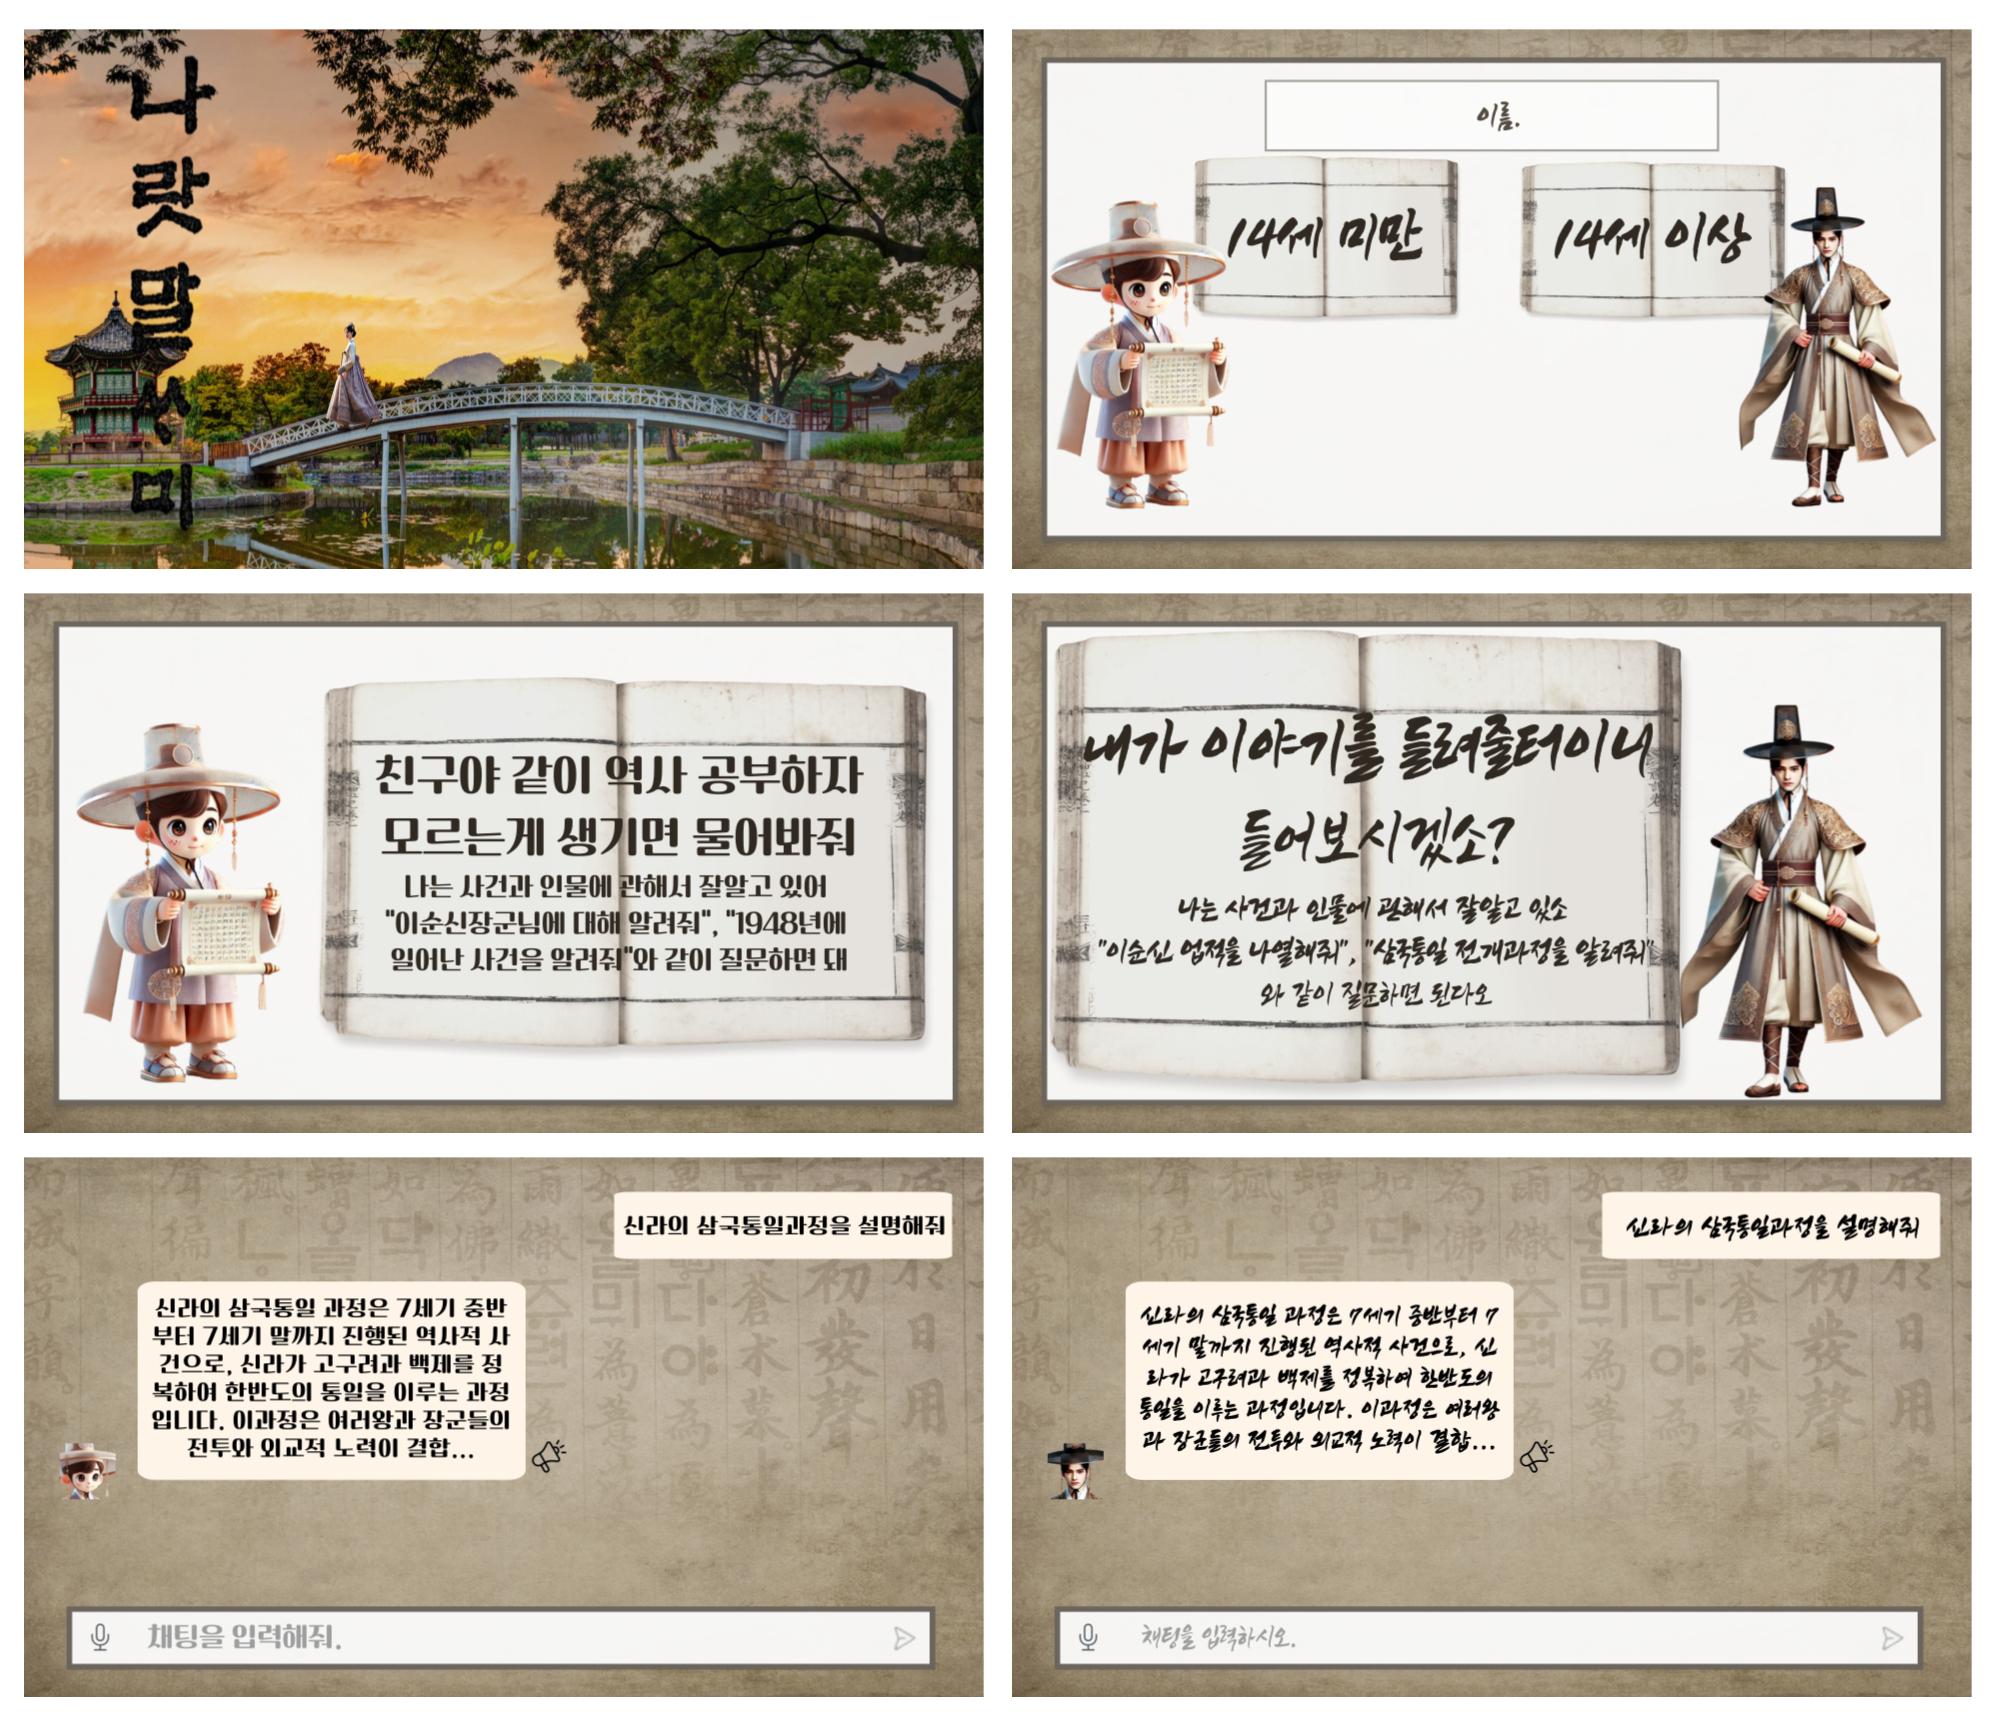 나랏말싸미
이름.
14세 미만
14세 이상
친구야 같이 역사 공부하자
모르는게 생기면 물어봐줘
나는 사건과 인물에 관해서 잘알고 있어
"이순신장군님에 대해 알려줘", "1948년에
일어난 사건을 알려줘"와 같이 질문하면 돼
내가 이야기를 들려줄터이니
들어보시겠소?
나는 사건과 인물에 관해서 잘알고 있소
"이순신 업적을 나열해줘", "삼국통일 전개과정을 알려줘"
와 같이 질문하면 된다오
신라의 삼국통일과정을 설명해줘
신라의 삼국통일 과정은 7세기 중반
부터 7세기 말까지 진행된 역사적 사
건으로, 신라가 고구려과 백제를 정
복하여 한반도의 통일을 이루는 과정
입니다. 이과정은 여러왕과 장군들의
전투와 외교적 노력이 결합...
채팅을 입력해줘.
신라의 삼국통일과정을 설명해줘
신라의 삼국통일 과정은 7세기 중반부터 7
세기 말까지 진행된 역사적 사건으로, 신
라가 고구려과 백제를 정복하여 한반도의
통일을 이루는 과정입니다. 이과정은 여러왕
과 장군들의 전투와 외교적 노력이 결합...
채팅을 입력하시오.